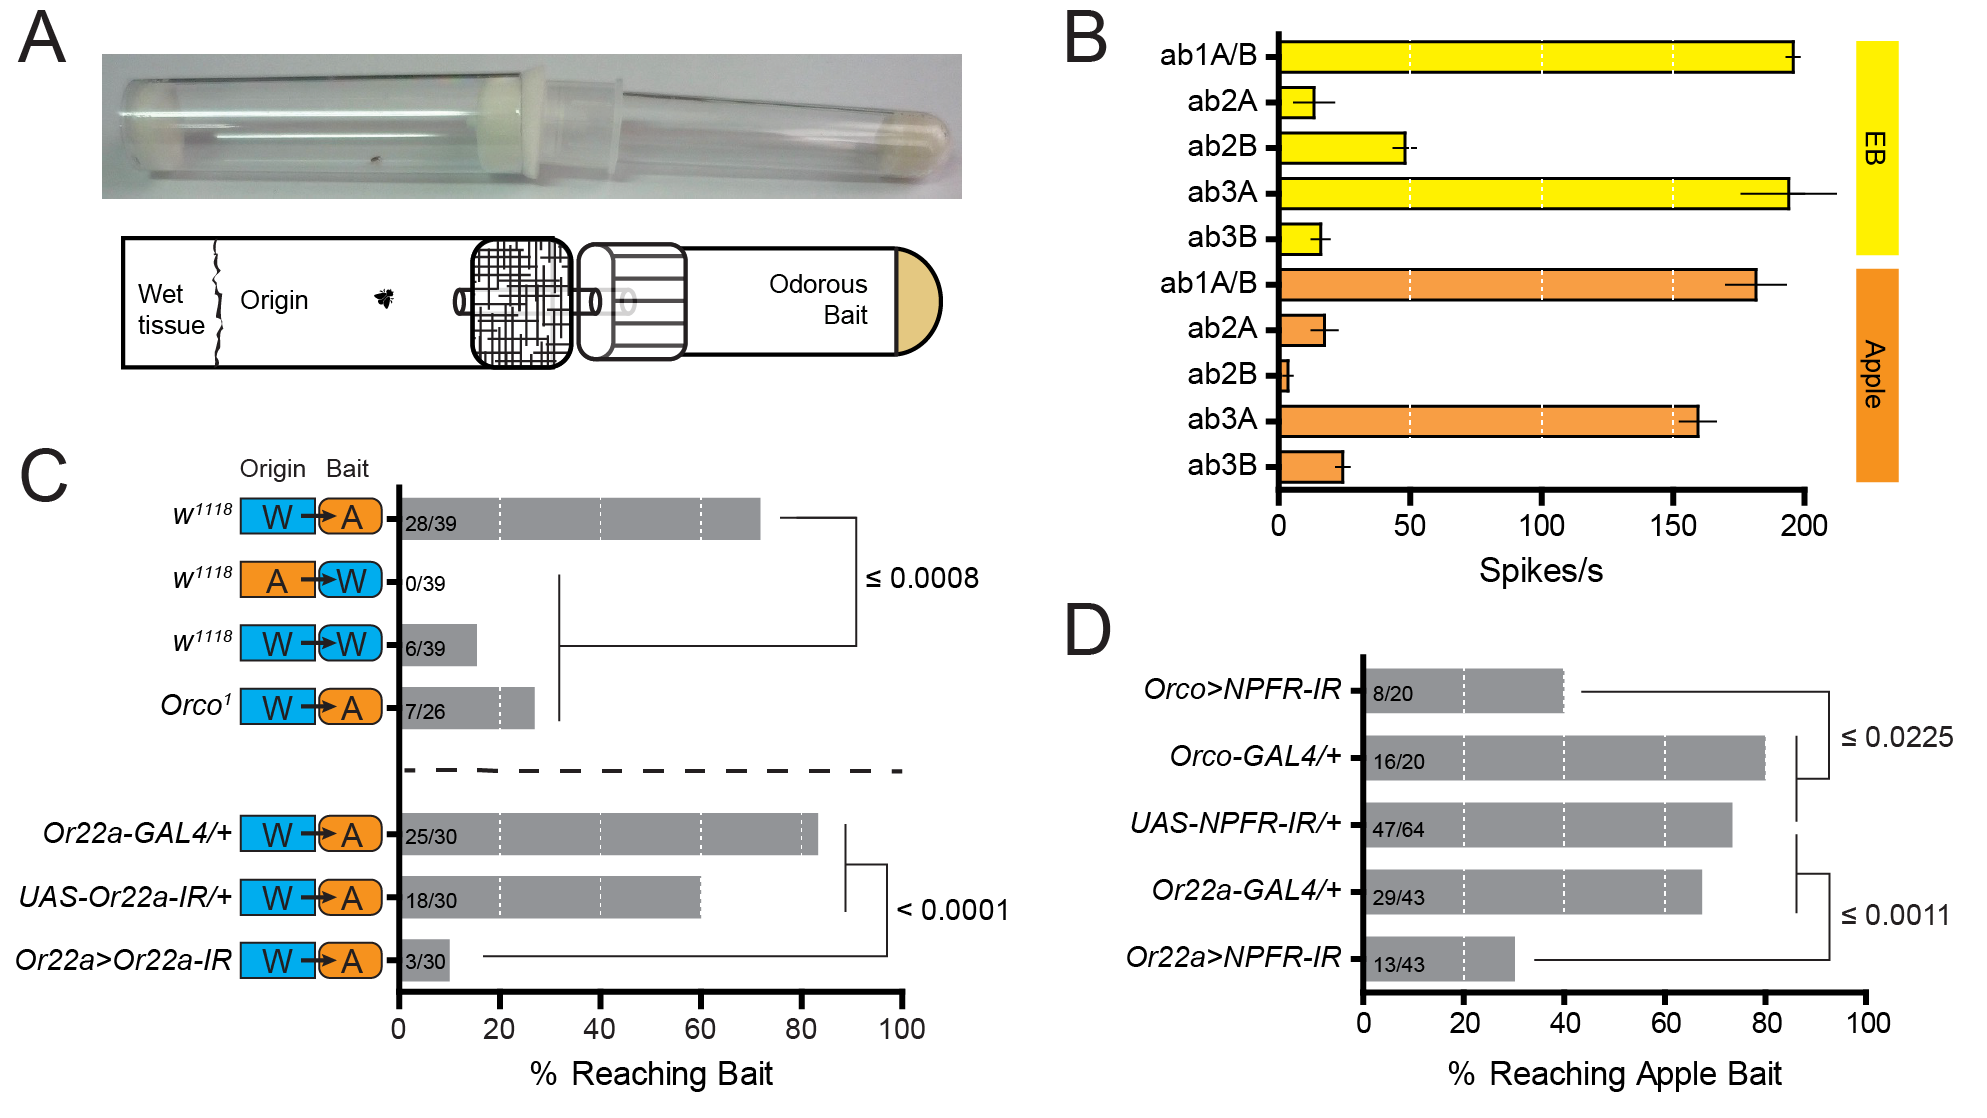 A
Wet
tissue
Origin
Odorous
Bait
B
ab1A/B
ab2A
ab2B
ab3A
ab3B
EB
ab1A/B
ab2A
ab2B
ab3A
ab3B
Apple
0 50 100 150 200
Spikes/s
C
Origin Bait
w1118 W A 28/39
w1118 A W 0/39
w1118 W W 6/39
Orco1 W A 7/26
≤ 0.0008
Or22a-GAL4/+ W A 25/30
UAS-Or22a-IR/+ W A 18/30
Or22a>Or22a-IR W A 3/30
< 0.0001
0 20 40 60 80 100
% Reaching Bait
D
Orco>NPFR-IR 8/20
Orco-GAL4/+ 16/20
UAS-NPFR-IR/+ 47/64
Or22a-GAL4/+ 29/43
Or22a>NPFR-IR 13/43
≤ 0.0225
≤ 0.0011
0 20 40 60 80 100
% Reaching Apple Bait